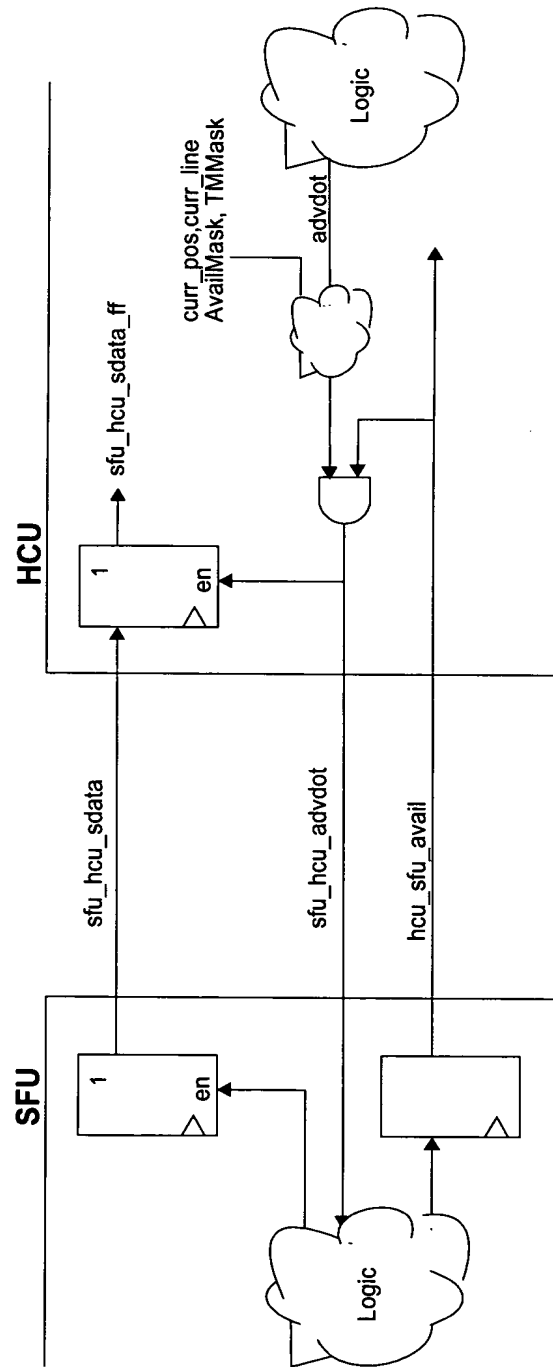 SFU
HCU
1
en
sfu_hcu_sdata
1
en
sfu_hcu_sdata_ff
curr_pos,curr_line
AvailMask, TMMask
Logic
sfu_hcu_advdot
advdot
Logic
hcu_sfu_avail